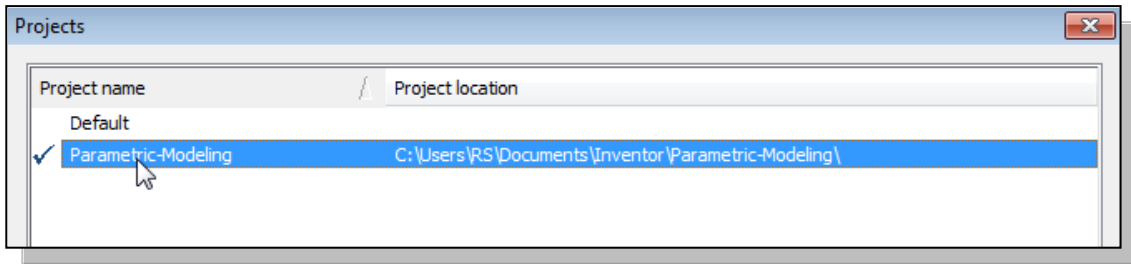 Projects
Project name Project location
Default
Parametric-Modeling C:\Users\RS\Documents\Inventor\Parametric-Modeling\